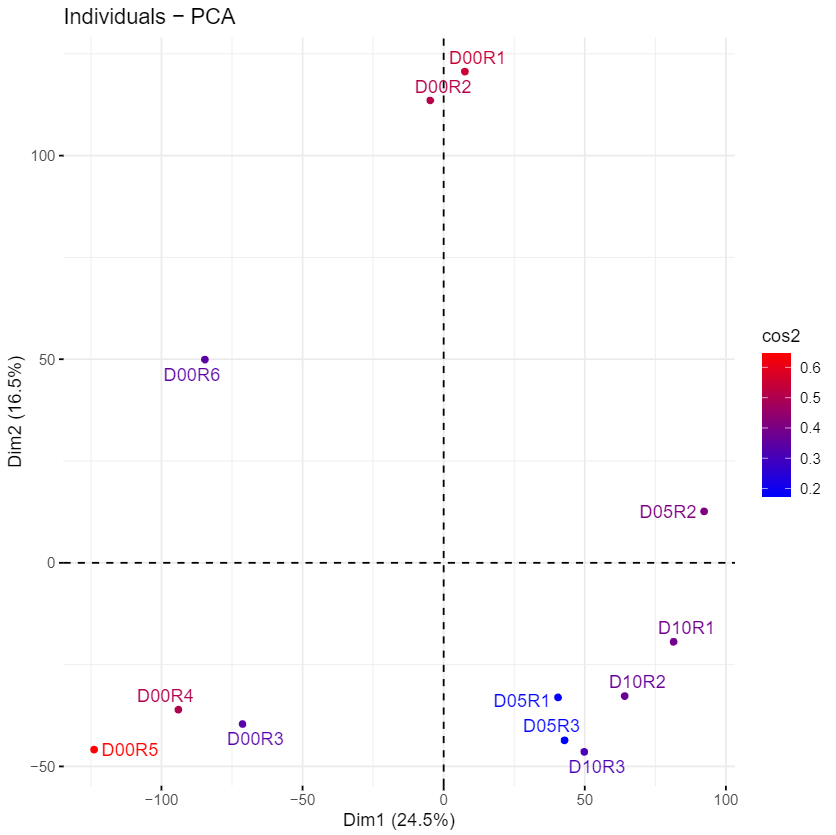 Individuals − PCA
D00R1
D00R2
100
50
D00R6
D05R2
0
D10R1
D10R2
D00R4
D05R1
D05R3
D00R3
D00R5
D10R3
−50
−100
−50
0
50
100
Dim1 (24.5%)
Dim2 (16.5%)
cos2
0.6
0.5
0.4
0.3
0.2